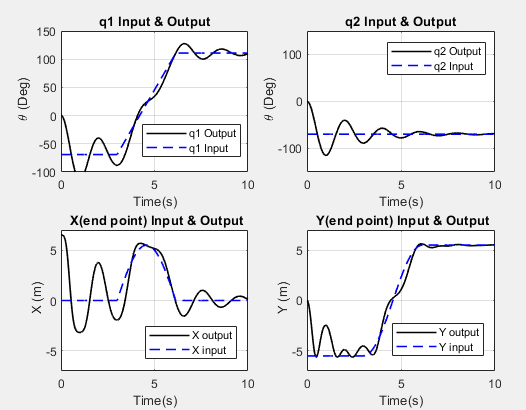 q1 Input & Output
150
100
50
0
-50
-100
θ (Deg)
q1 Output
q1 Input
0
5
10
Time(s)
q2 Input & Output
100
0
-100
θ (Deg)
q2 Output
q2 Input
0
5
10
Time(s)
X(end point) Input & Output
5
0
-5
X (m)
X output
X input
0
5
10
Time(s)
Y(end point) Input & Output
5
0
-5
Y (m)
Y output
Y input
0
5
10
Time(s)